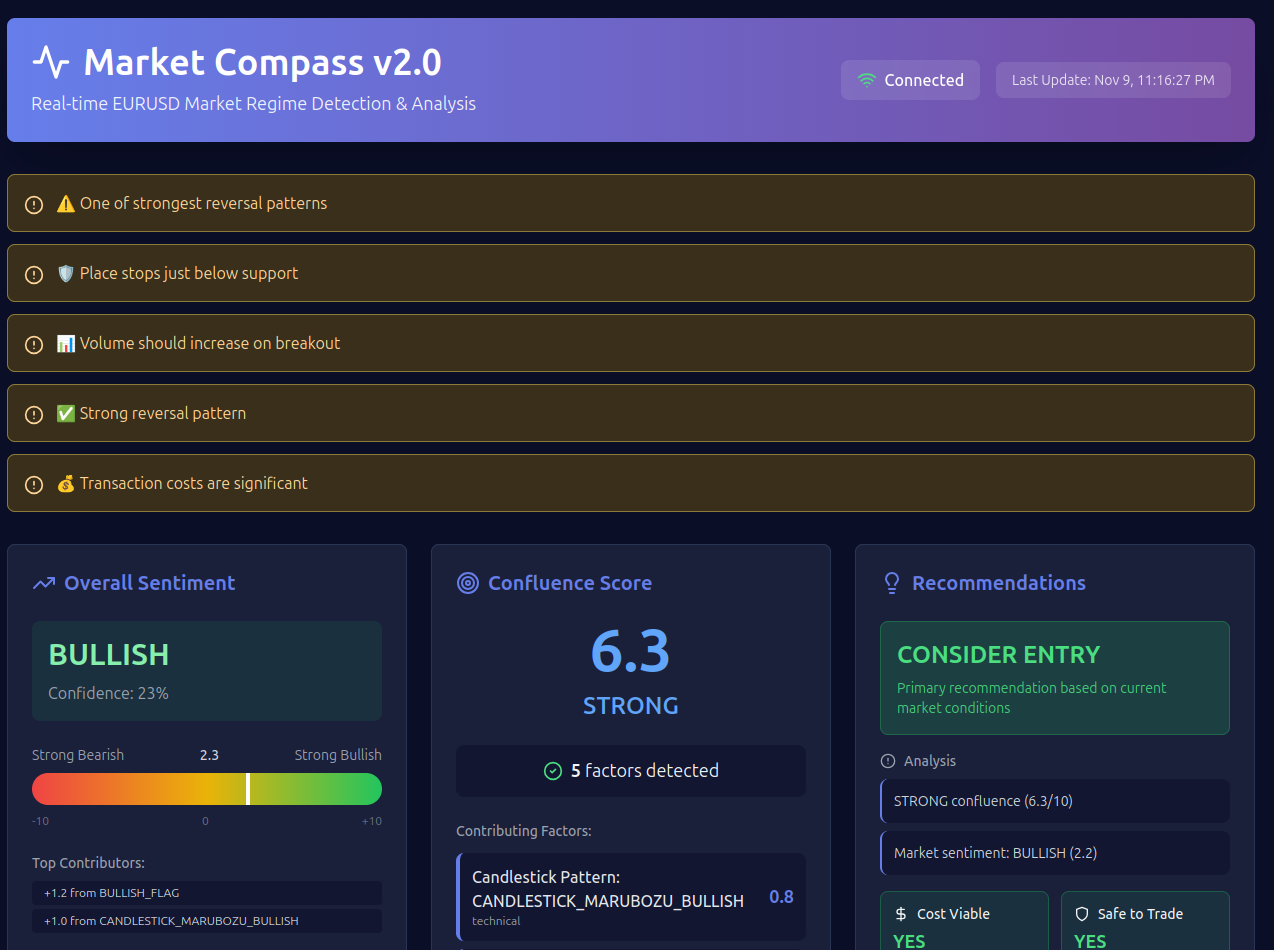 Market Compass v2.0
Real-time EURUSD Market Regime Detection & Analysis
Connected
Last Update: Nov 9, 11:16:27 PM
⚠️ One of strongest reversal patterns
🛡️ Place stops just below support
📊 Volume should increase on breakout
✅ Strong reversal pattern
💰 Transaction costs are significant
Overall Sentiment
BULLISH
Confidence: 23%
Strong Bearish 2.3 Strong Bullish
-10 0 +10
Top Contributors:
+1.2 from BULLISH_FLAG
+1.0 from CANDLESTICK_MARUBOZU_BULLISH
Confluence Score
6.3
STRONG
5 factors detected
Contributing Factors:
Candlestick Pattern:
CANDLESTICK_MARUBOZU_BULLISH
0.8
technical
Recommendations
CONSIDER ENTRY
Primary recommendation based on current
market conditions
Analysis
STRONG confluence (6.3/10)
Market sentiment: BULLISH (2.2)
Cost Viable
YES
Safe to Trade
YES